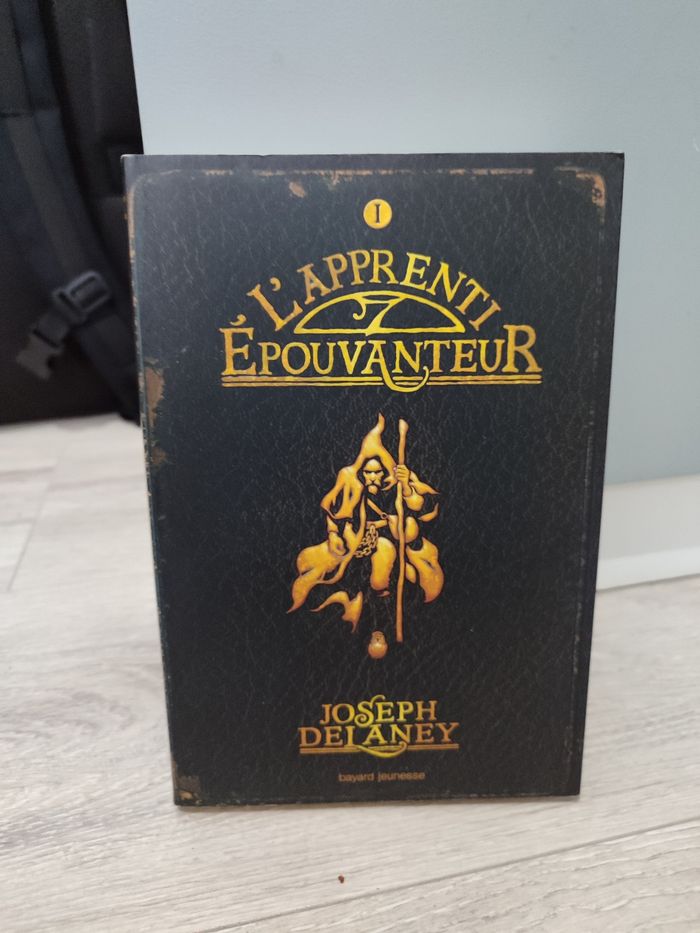 I
L'APPRENTI
ÉPOUVANTEUR
JOSEPH
DELANEY
bayard jeunesse